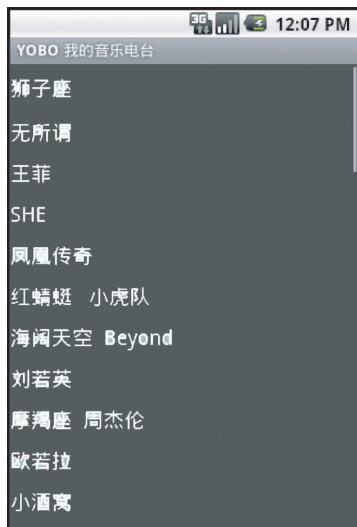 3G 12:07 PM
YOBO 我的音乐电台
狮子座
无所谓
王菲
SHE
凤凰传奇
红蜻蜓 小虎队
海阔天空 Beyond
刘若英
摩羯座 周杰伦
欧若拉
小酒窝